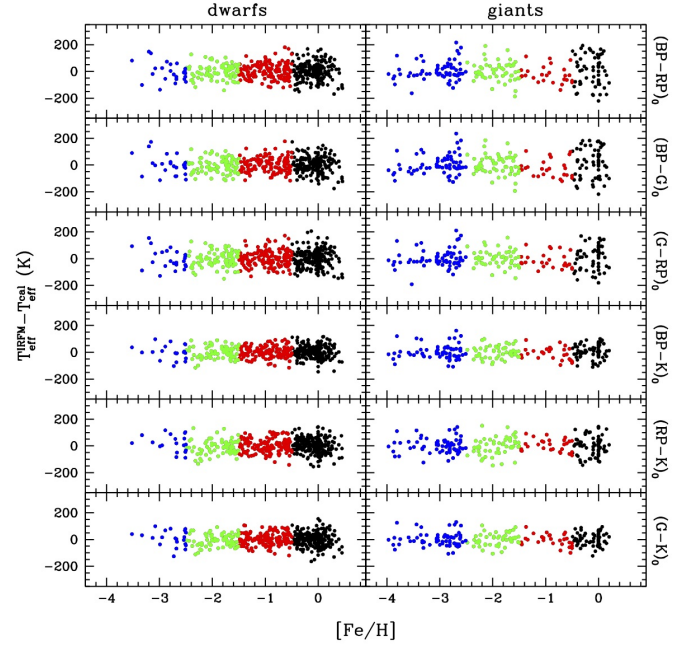 dwarfs giants
200
0
−200
(BP−RP)₀
200
0
−200
(BP−G)₀
200
0
−200
(G−RP)₀
200
0
−200
(BP−K)₀
200
0
−200
(RP−K)₀
200
0
−200
(G−K)₀
T_eff^IRFM−T_eff^cal (K)
−4 −3 −2 −1 0 −4 −3 −2 −1 0
[Fe/H]